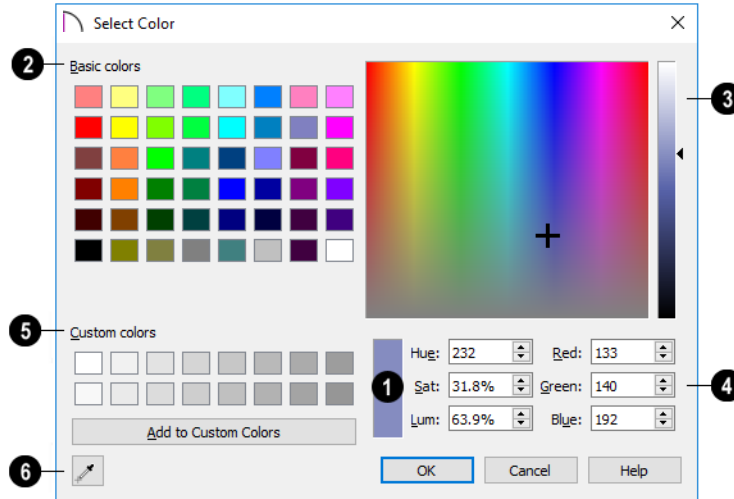 Select Color
2
Basic colors
3
5
Custom colors
1
Hue: 232 Red: 133
Sat: 31.8% Green: 140
4
Lum: 63.9% Blue: 192
Add to Custom Colors
6
OK Cancel Help